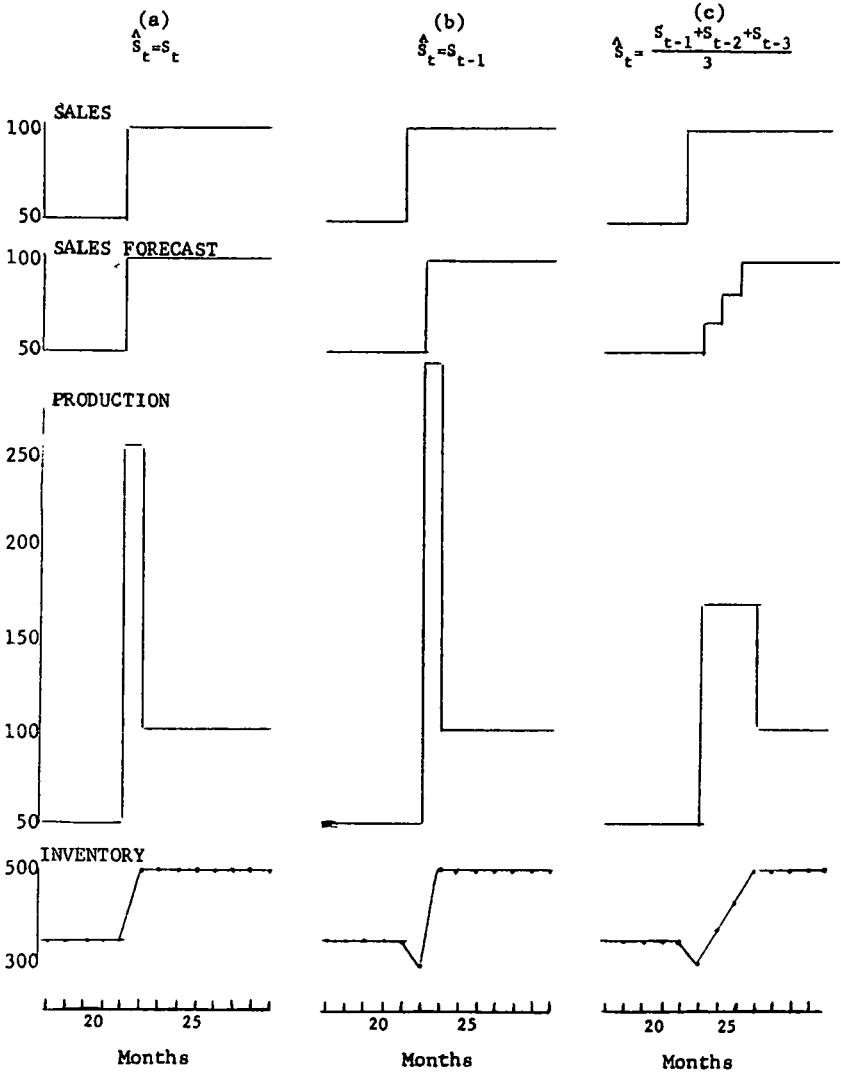 (a) (b) (c)
Ŝt=St Ŝt=St-1 Ŝt= St-1+St-2+St-3
3
SALES
100
50
SALES FORECAST
100
50
PRODUCTION
250
200
150
100
50
INVENTORY
500
300
20 25 20 25 20 25
Months Months Months